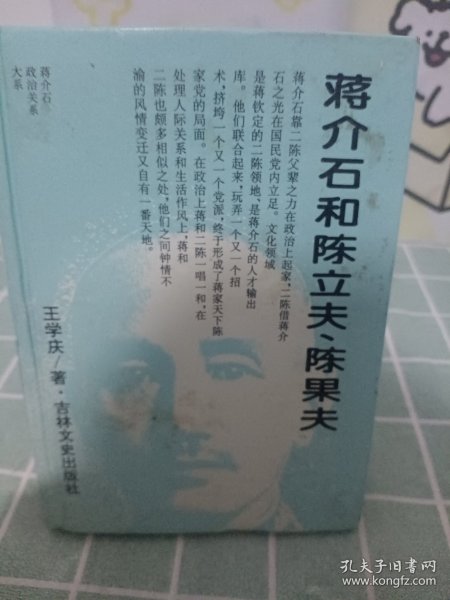 蒋介石和陈立夫、陈果夫
蒋介石靠二陈父辈之力在政治上起家，二陈借蒋介
石之光在国民党内立足。文化领域
是蒋钦定的二陈领地、是蒋介石的人才输出
库。他们联合起来，玩弄一个又一个招
术，挤垮一个又一个党派，终于形成了蒋家天下陈
家党的局面。在政治上蒋和二陈一唱一和，在
处理人际关系和生活作风上，蒋和
二陈也颇多相似之处，他们之间钟情不
渝的风情变迁又自有一番天地。
蒋介石
政治关系
大系
王学庆/著·吉林文史出版社
孔夫子旧书网
www.kongfz.com